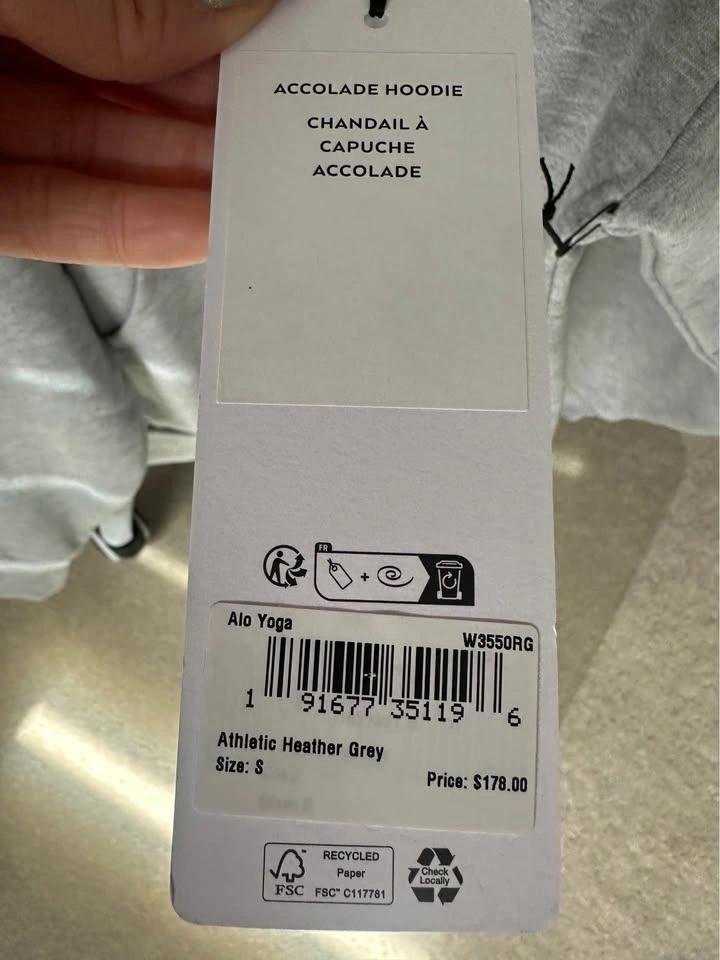 ACCOLADE HOODIE
CHANDAIL À
CAPUCHE
ACCOLADE
FR
+
Alo Yoga
W3550RG
1 91677 35119 6
Athletic Heather Grey
Size: S
Price: $178.00
RECYCLED
Paper
FSC™ C117781
FSC
Check
Locally